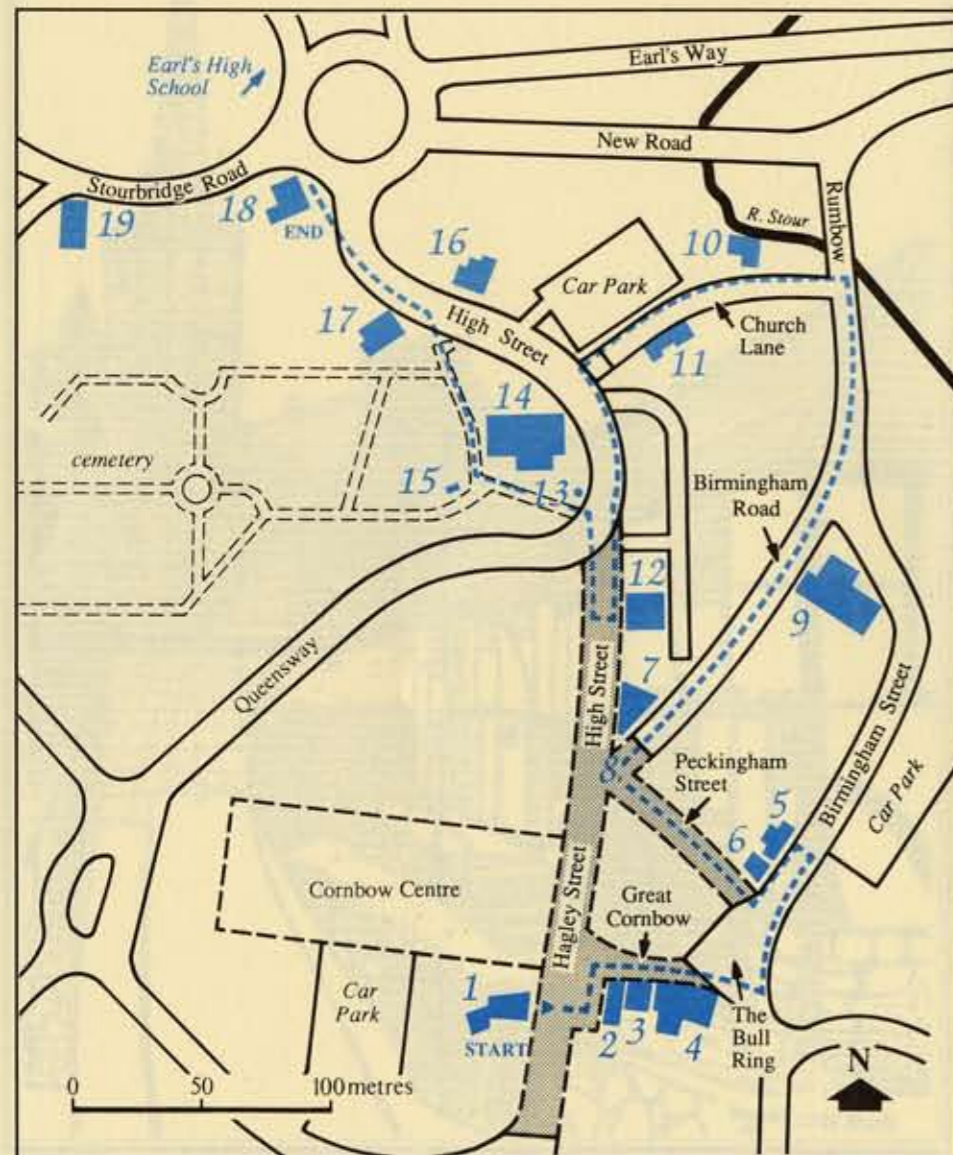 Earl's Way
Earl's High
School
New Road
Stourbridge Road
Rumbow
R. Stour
18
END
19
16
10
Car Park
High Street
17
Church
Lane
11
14
cemetery
15
13
Birmingham
Road
12
9
Queensway
High Street
7
Peckingham
Street
8
Birmingham Street
Car Park
5
6
Cornbow Centre
Hagley Street
Great
Cornbow
Car
Park
1
START
2
3
4
The
Bull
Ring
N
0 50 100 metres